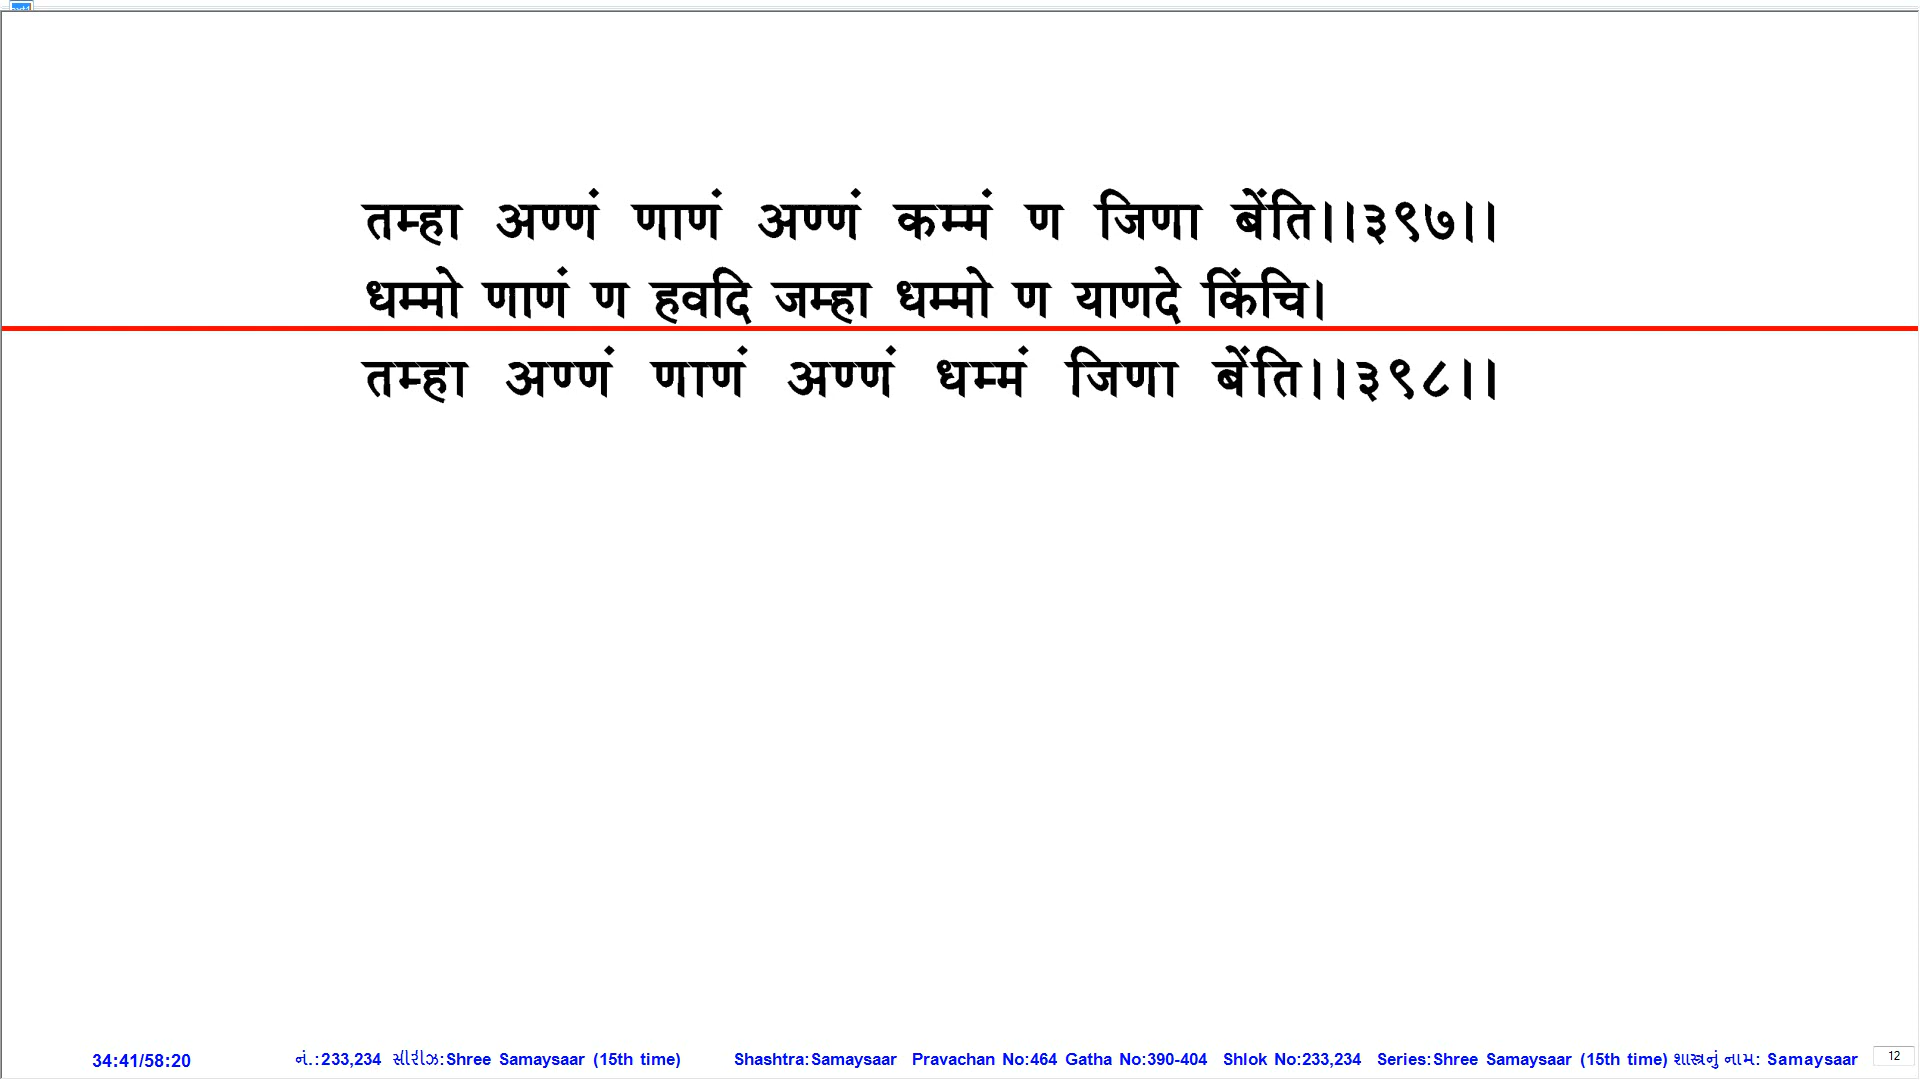 तम्हा अण्णं णाणं अण्णं कम्मं ण जिणा बेंति।।३९७।।
धम्मो णाणं ण हवदि जम्हा धम्मो ण याणदे किंचि।
तम्हा अण्णं णाणं अण्णं धम्मं जिणा बेंति।।३९८।।
34:41/58:20 નં.:233,234 સીરીઝ:Shree Samaysaar (15th time) Shashtra:Samaysaar Pravachan No:464 Gatha No:390-404 Shlok No:233,234 Series:Shree Samaysaar (15th time) શાસ્ત્રનું નામ: Samaysaar 12